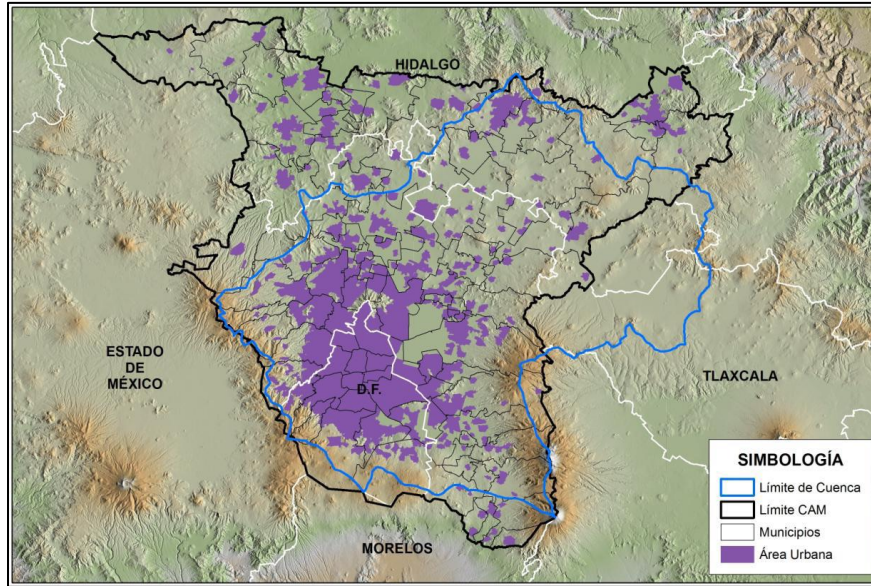 HIDALGO
ESTADO
DE
MÉXICO
D.F.
TLAXCALA
MORELOS
SIMBOLOGÍA
Límite de Cuenca
Límite CAM
Municipios
Área Urbana